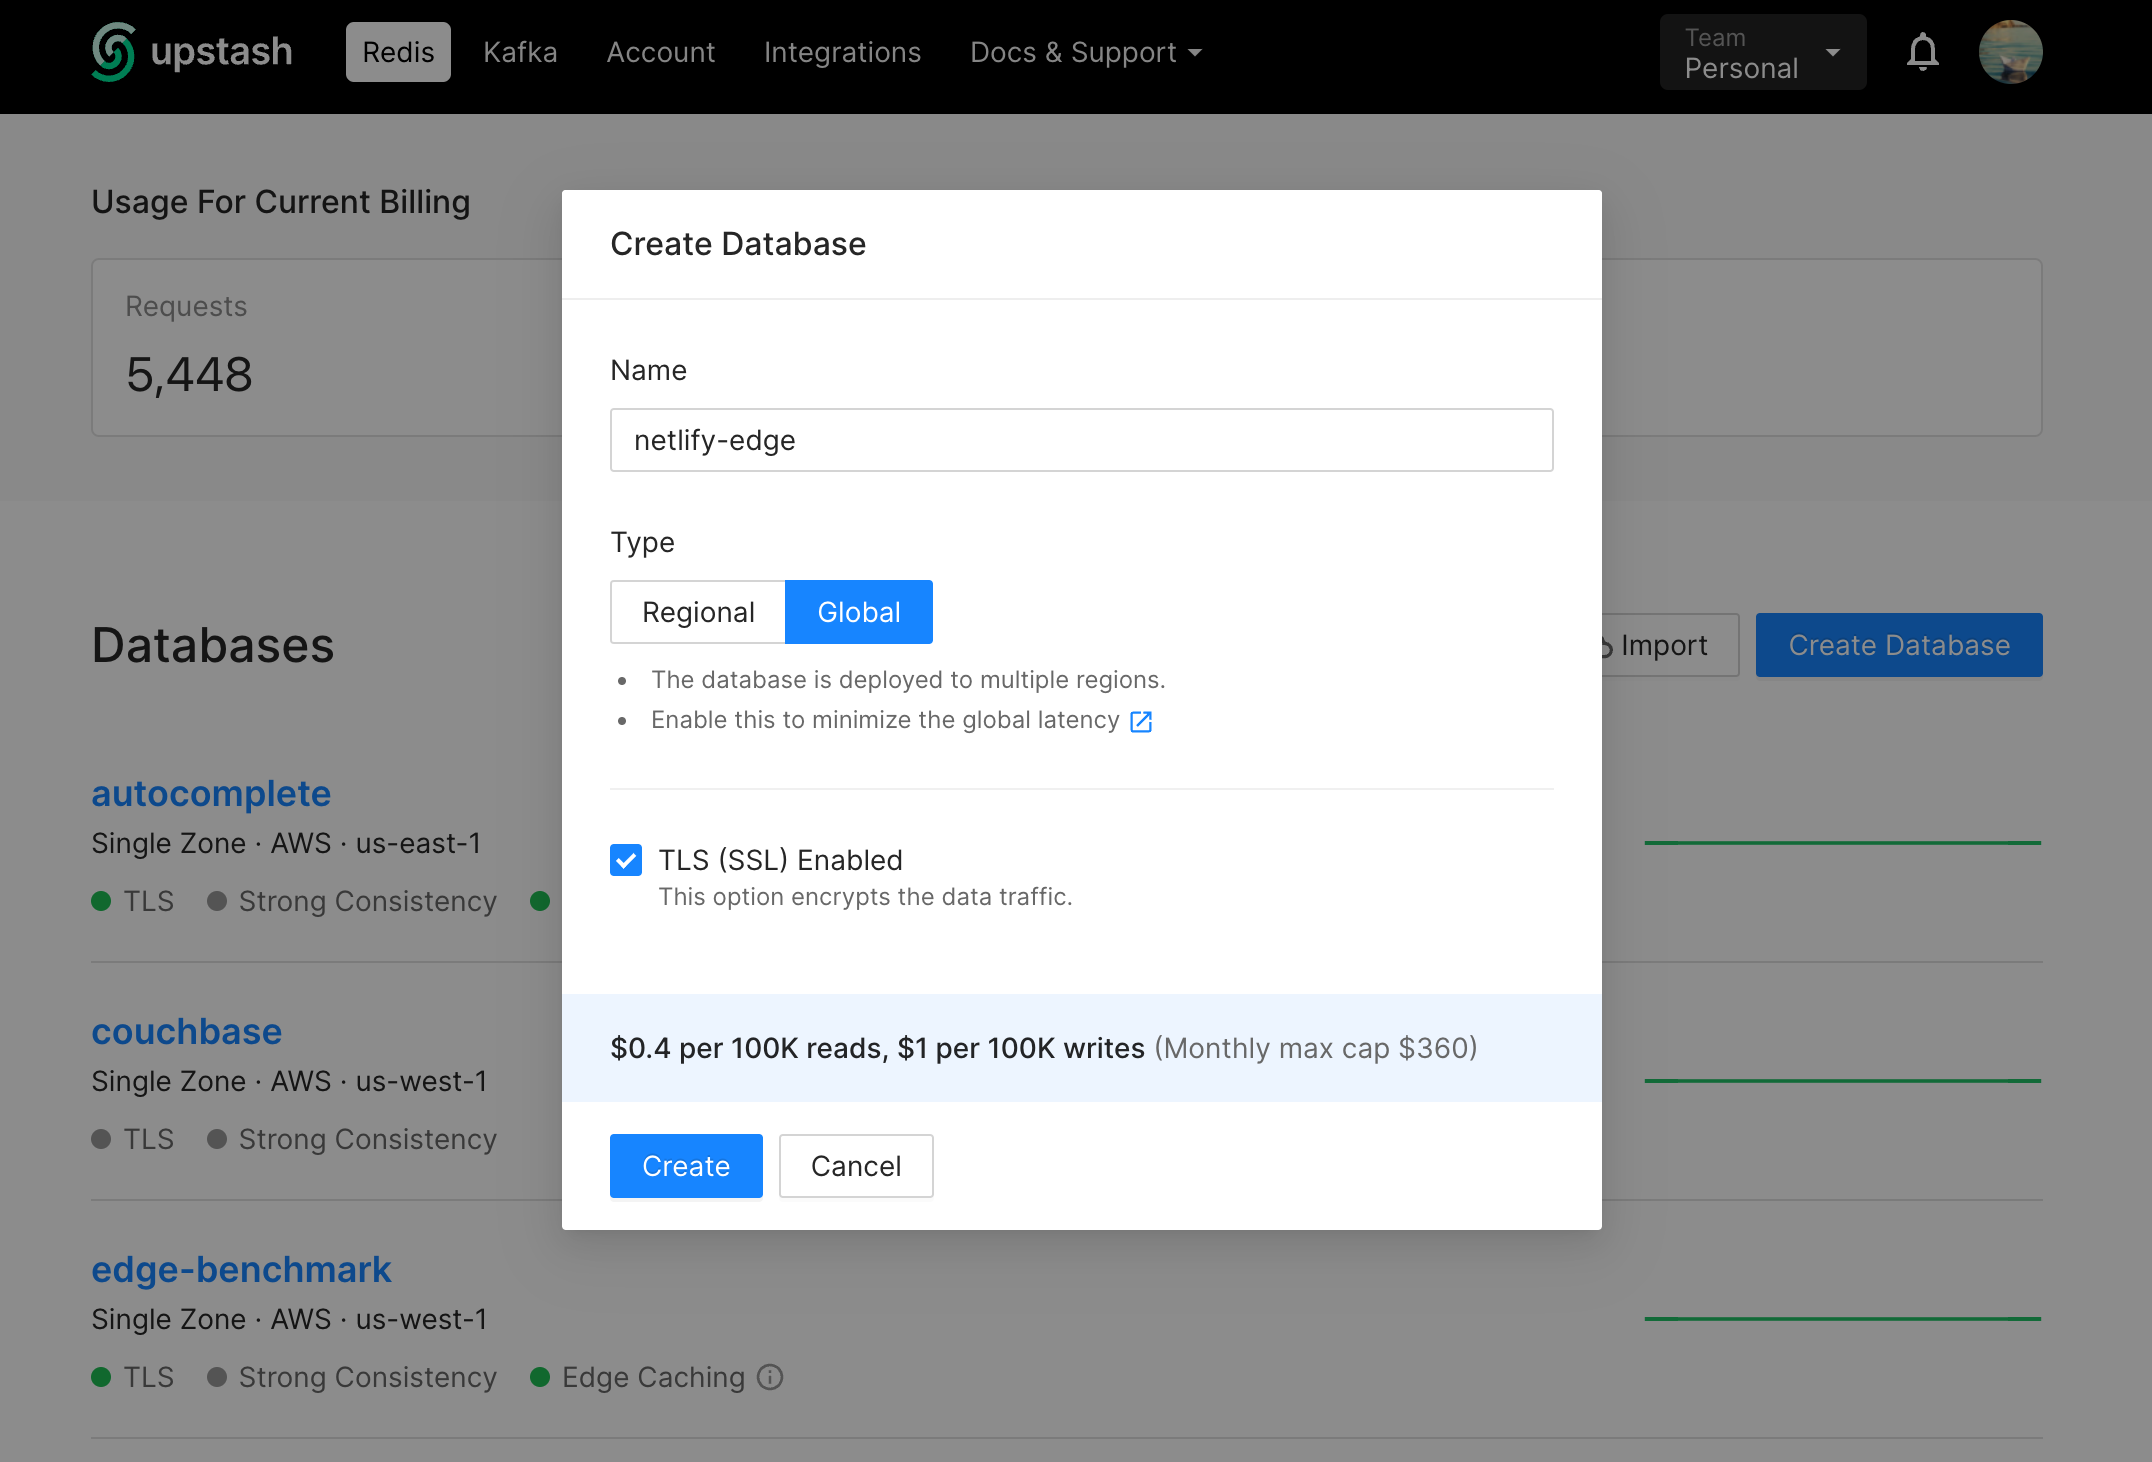 upstash
Redis
Kafka
Account
Integrations
Docs & Support
Team
Personal
Usage For Current Billing
Requests
5,448
Databases
Import
Create Database
autocomplete
Single Zone · AWS · us-east-1
TLS
Strong Consistency
couchbase
Single Zone · AWS · us-west-1
TLS
Strong Consistency
edge-benchmark
Single Zone · AWS · us-west-1
TLS
Strong Consistency
Edge Caching
Create Database
Name
netlify-edge
Type
Regional
Global
• The database is deployed to multiple regions.
• Enable this to minimize the global latency
TLS (SSL) Enabled
This option encrypts the data traffic.
$0.4 per 100K reads, $1 per 100K writes (Monthly max cap $360)
Create
Cancel